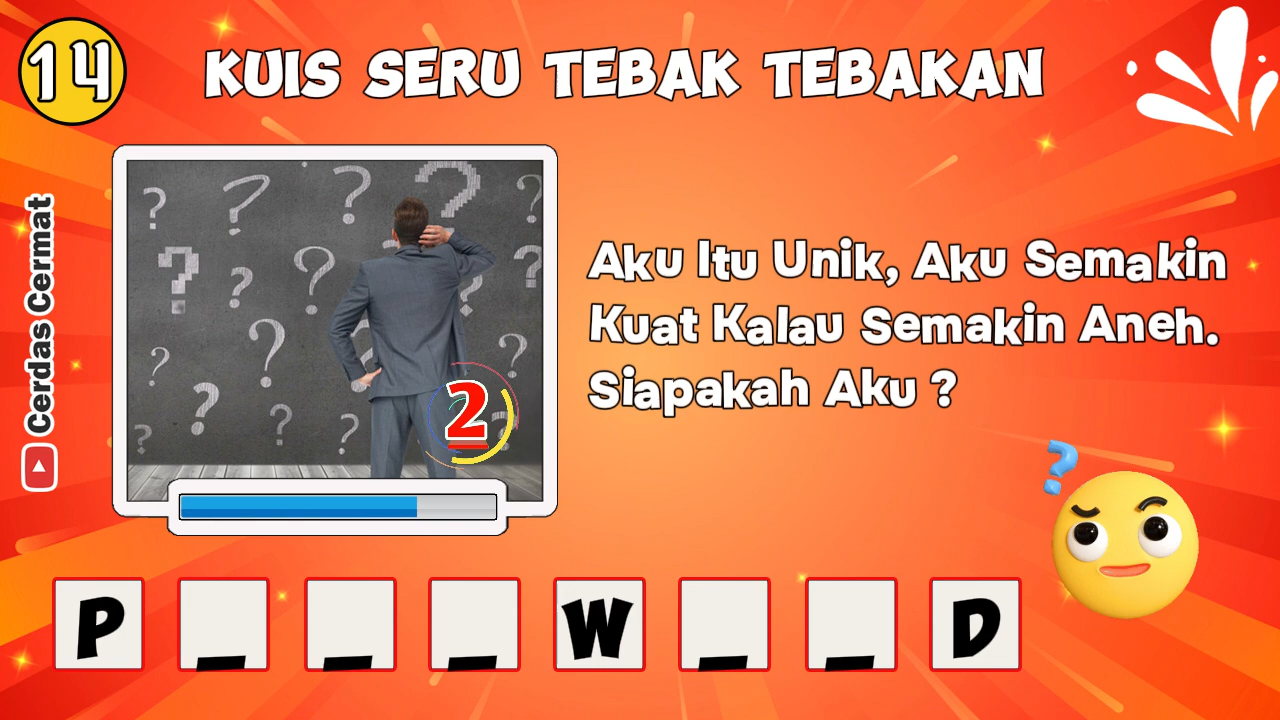 14
KUIS SERU TEBAK TEBAKAN
Cerdas Cermat
Aku Itu Unik, Aku Semakin
Kuat Kalau Semakin Aneh.
Siapakah Aku ?
2
P _ _ _ W _ _ D